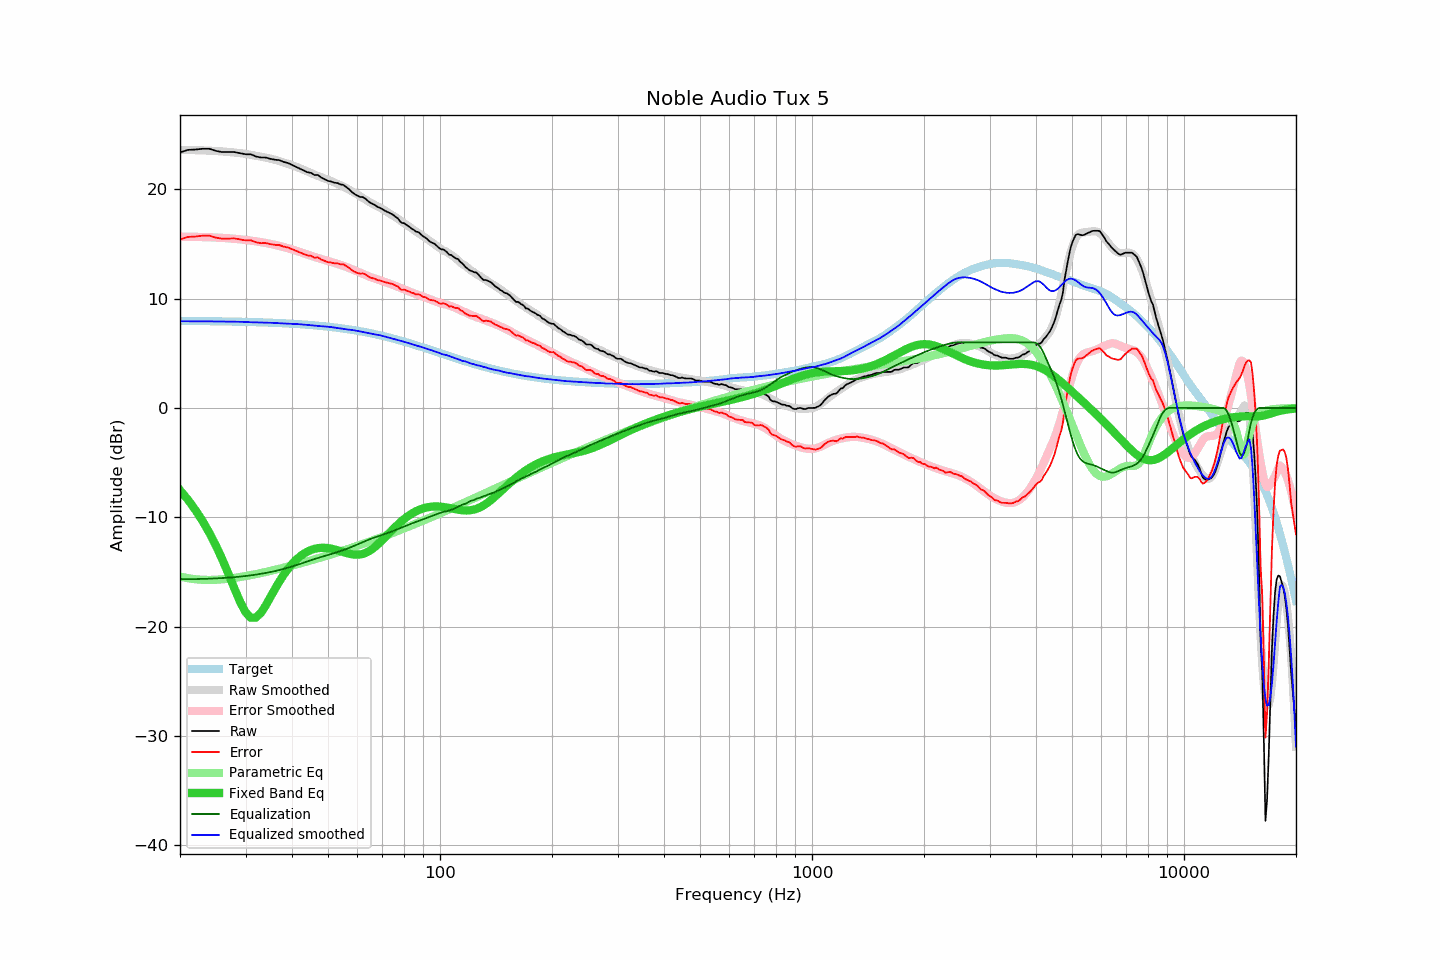 Noble Audio Tux 5
Amplitude (dBr)
20
10
0
−10
−20
−30
−40
Target
Raw Smoothed
Error Smoothed
Raw
Error
Parametric Eq
Fixed Band Eq
Equalization
Equalized smoothed
100
1000
10000
Frequency (Hz)